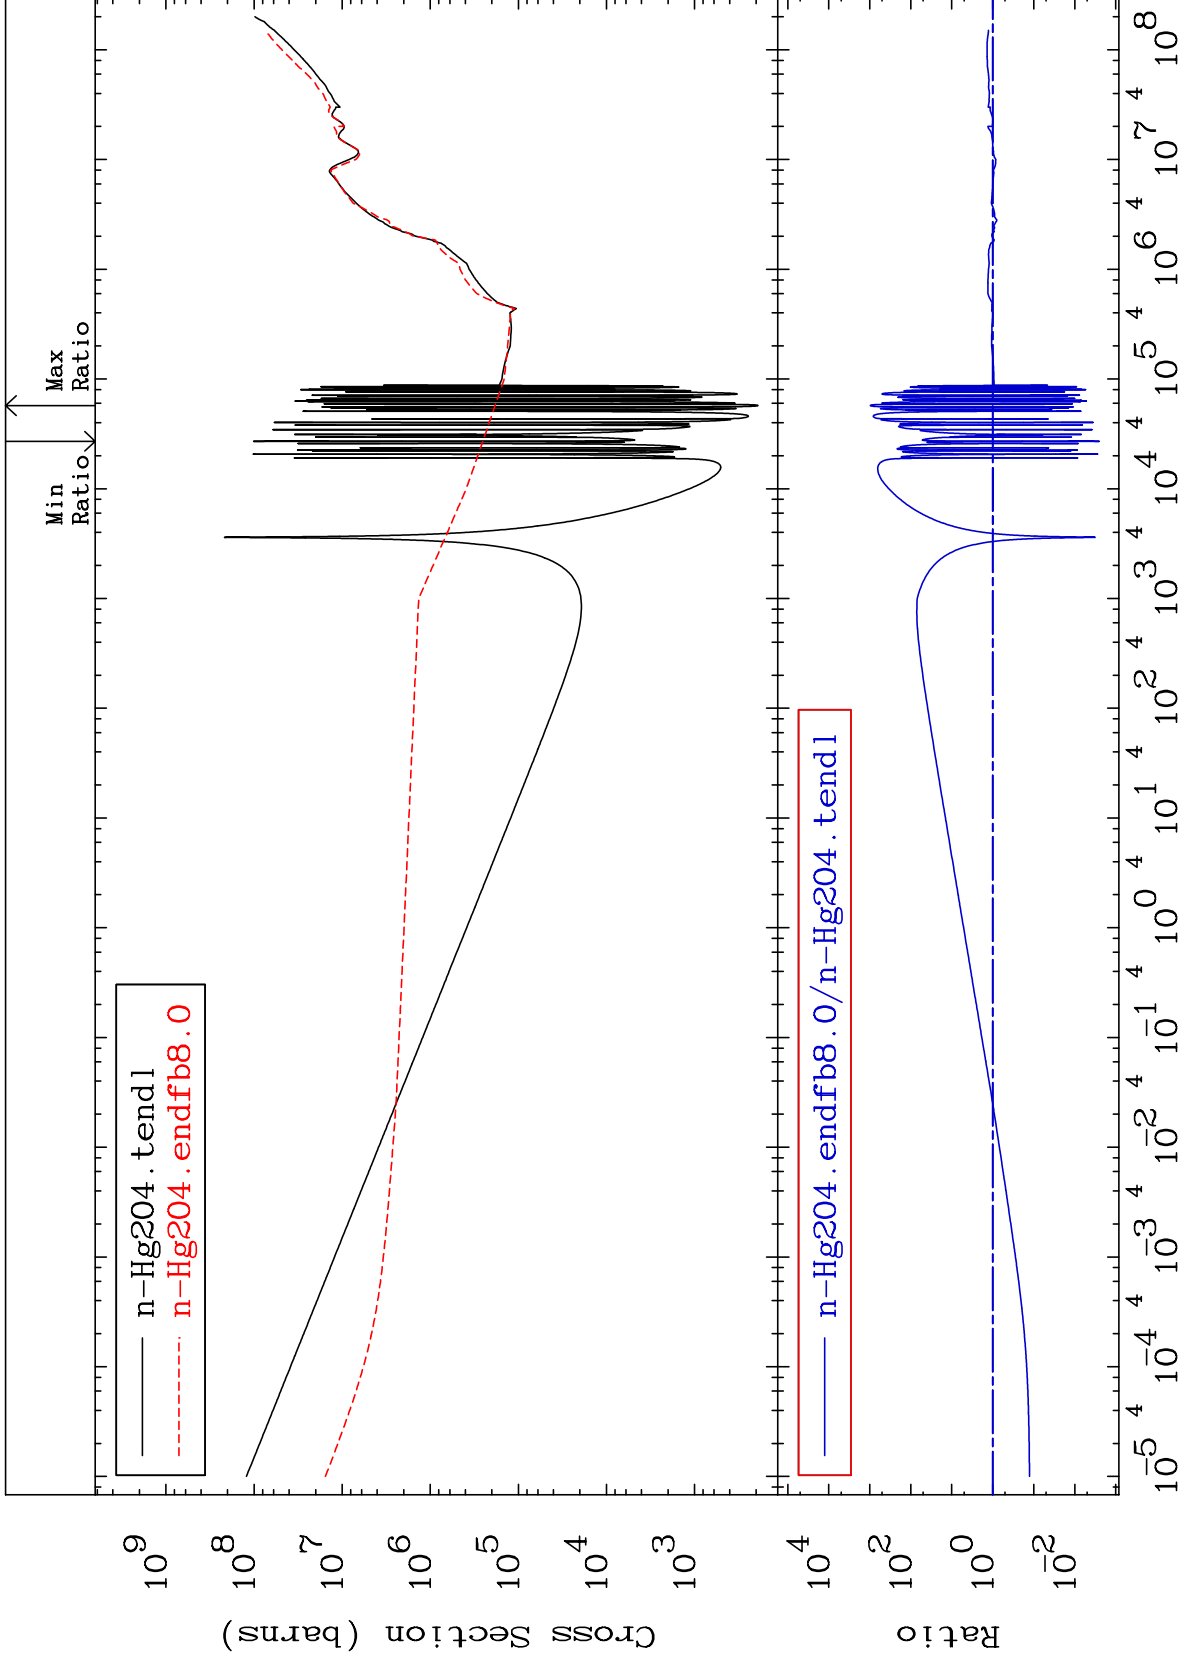 Min
Ratio
Max
Ratio
n-Hg204.tendl
n-Hg204.endfb8.0
Cross Section (barns)
10^9
10^8
10^7
10^6
10^5
10^4
10^3
n-Hg204.endfb8.0/n-Hg204.tendl
Ratio
10^4
10^2
10^0
10^-2
10^-5 4 10^-4 4 10^-3 4 10^-2 4 10^-1 4 10^0 4 10^1 4 10^2 4 10^3 4 10^4 4 10^5 4 10^6 4 10^7 4 10^8